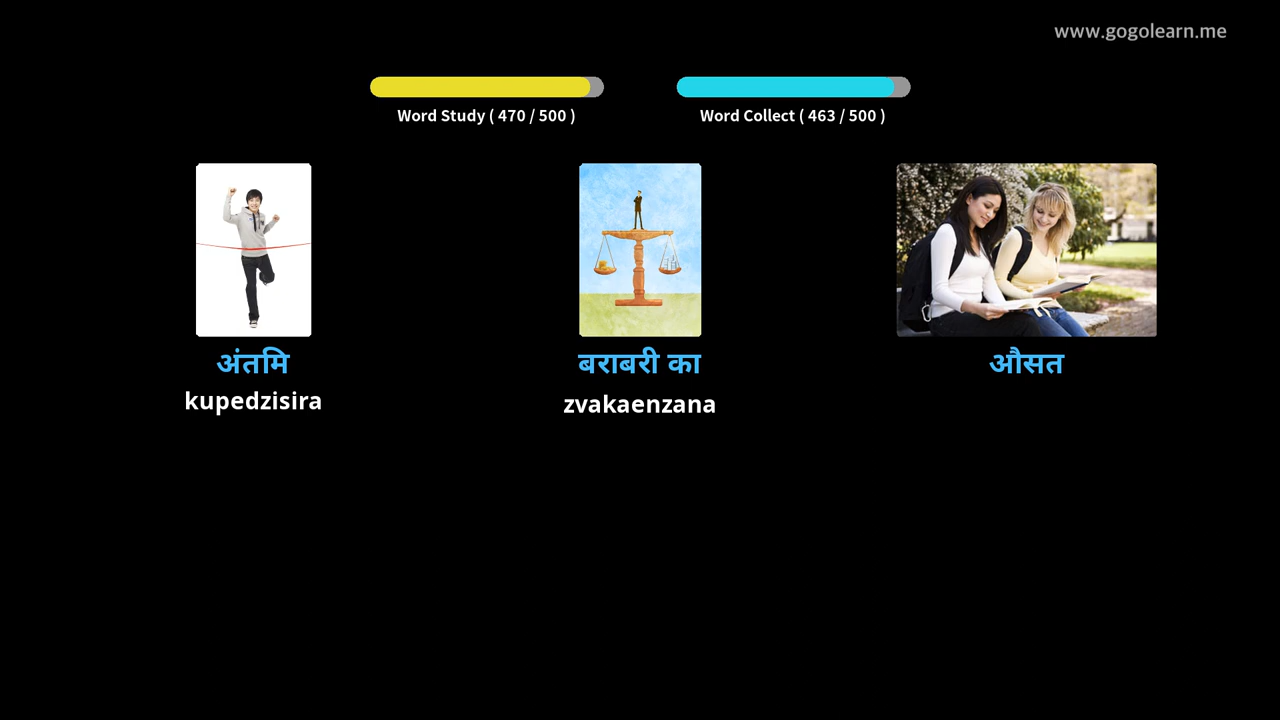 www.gogolearn.me
Word Study ( 470 / 500 )
Word Collect ( 463 / 500 )
अंतमि
बराबरी का
औसत
kupedzisira
zvakaenzana